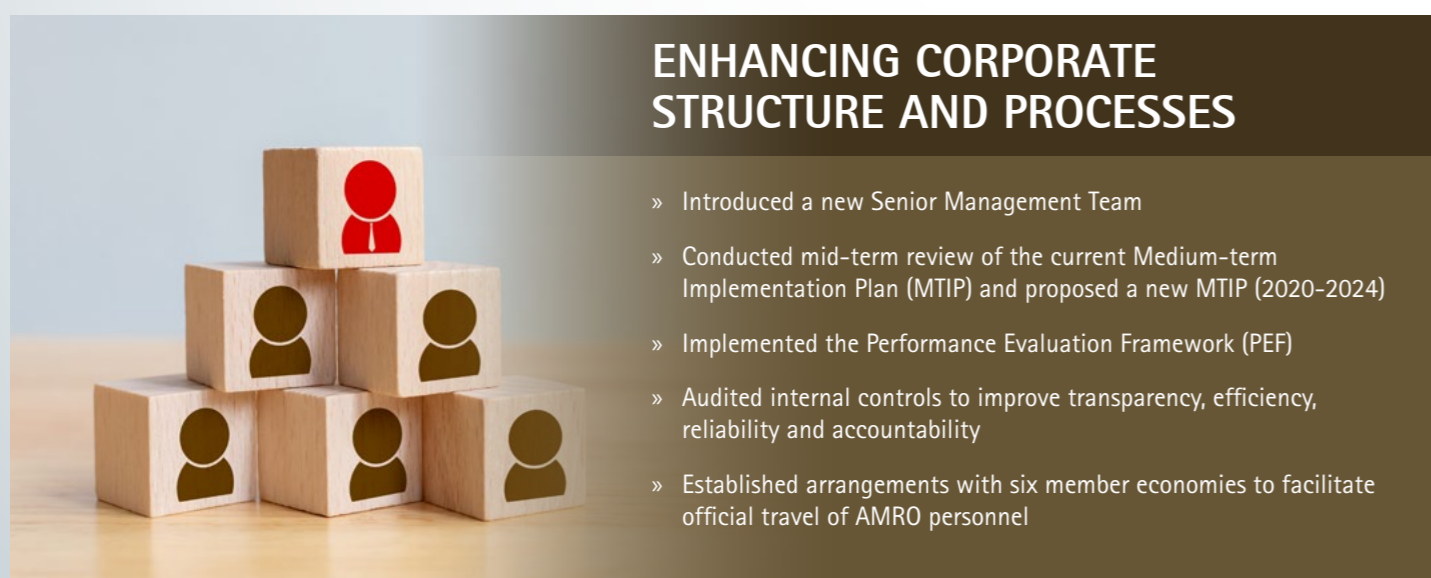 ENHANCING CORPORATE
STRUCTURE AND PROCESSES
» Introduced a new Senior Management Team
» Conducted mid-term review of the current Medium-term
Implementation Plan (MTIP) and proposed a new MTIP (2020-2024)
» Implemented the Performance Evaluation Framework (PEF)
» Audited internal controls to improve transparency, efficiency,
reliability and accountability
» Established arrangements with six member economies to facilitate
official travel of AMRO personnel